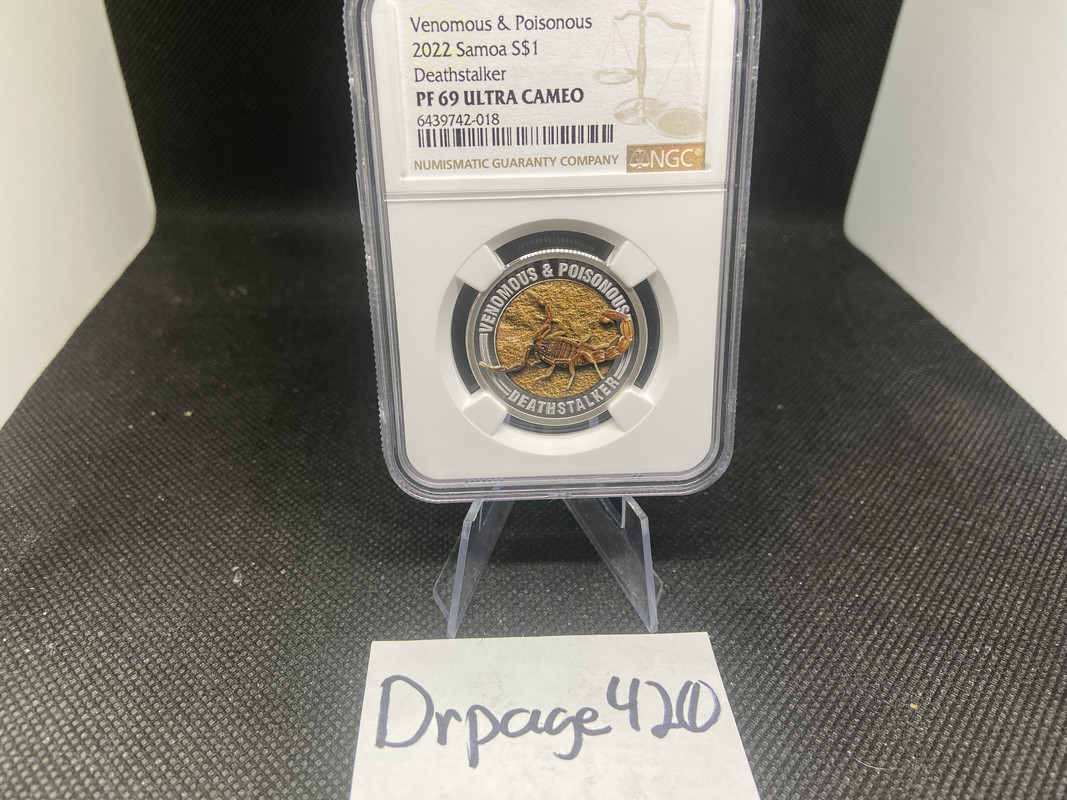 Venomous & Poisonous
2022 Samoa S$1
Deathstalker
PF 69 ULTRA CAMEO
6439742-018
NUMISMATIC GUARANTY COMPANY
NGC®
VENOMOUS & POISONOUS
DEATHSTALKER
Drpage420